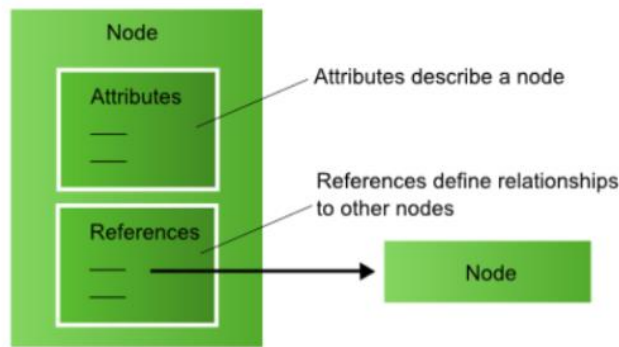 Node
Attributes
Attributes describe a node
References define relationships
to other nodes
References
Node